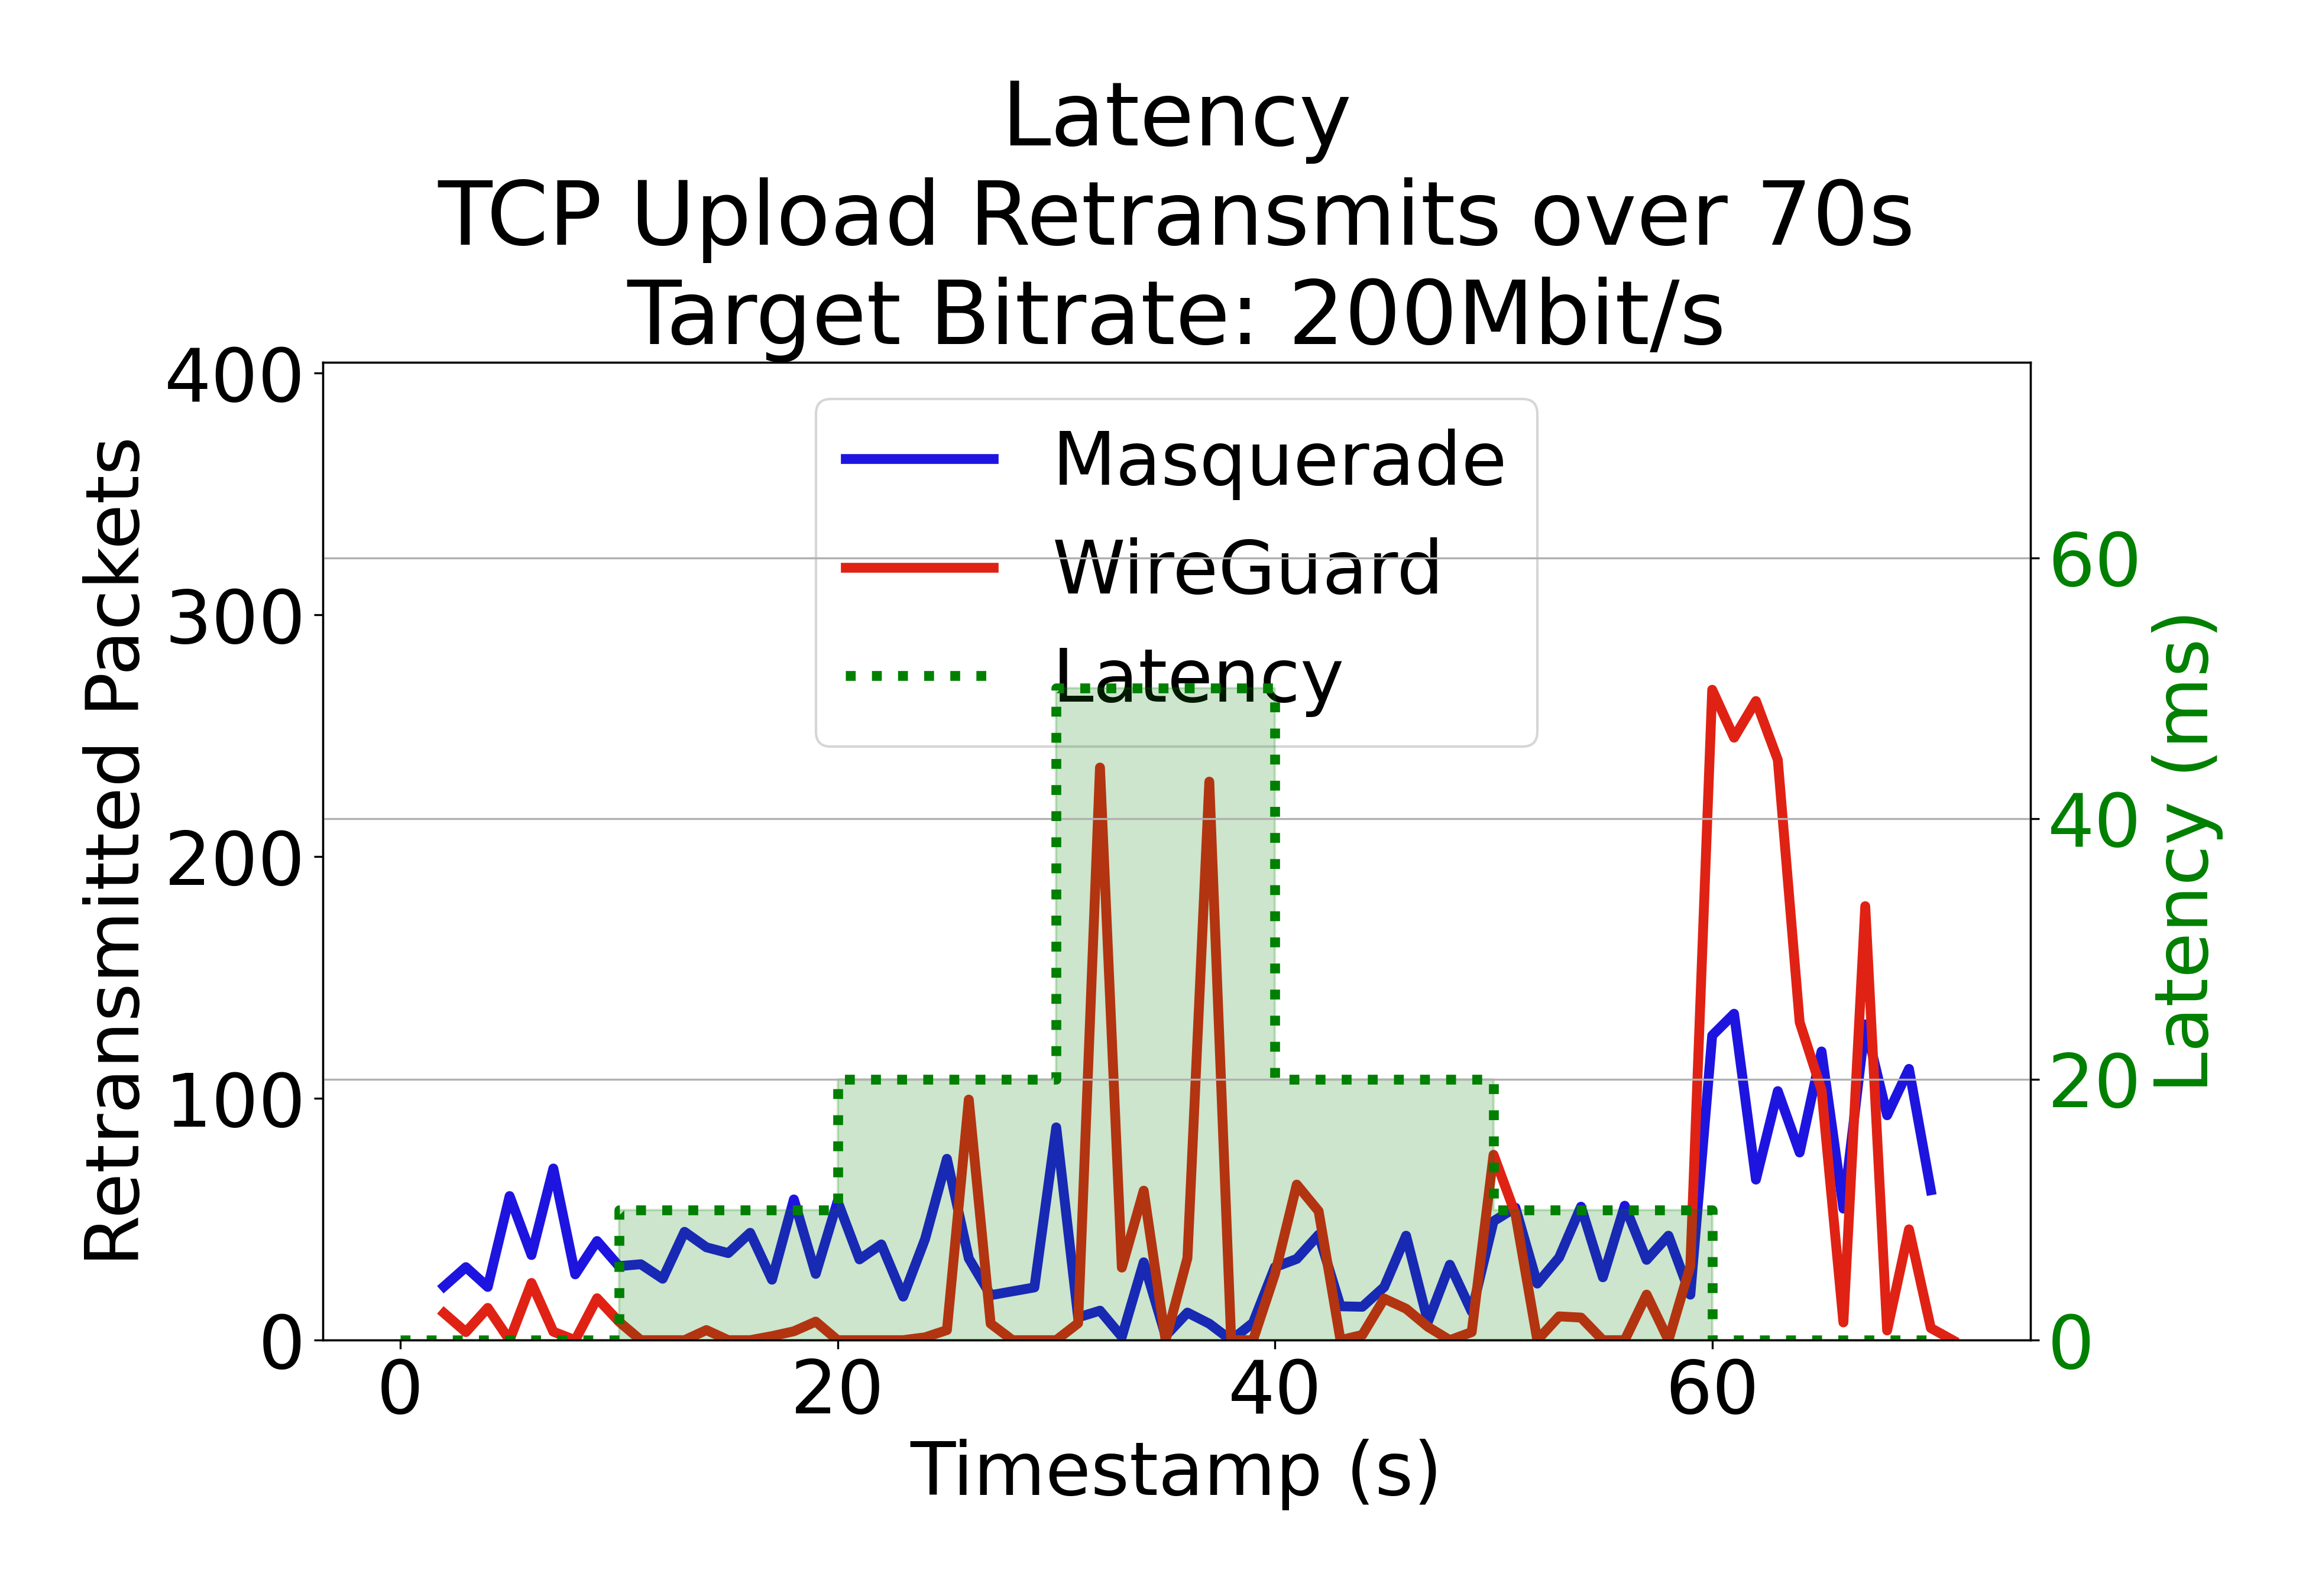 Latency
TCP Upload Retransmits over 70s
Target Bitrate: 200Mbit/s
Retransmitted Packets
400
300
200
100
0
Masquerade
WireGuard
Latency
60
40
20
0
Latency (ms)
0
20
40
60
Timestamp (s)